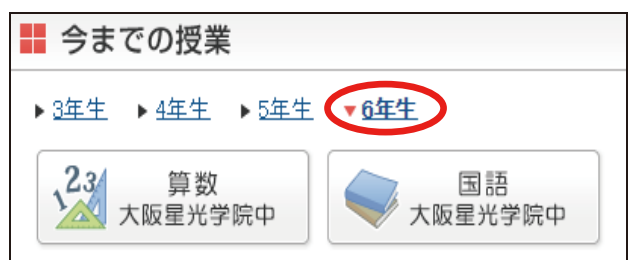 今までの授業
▶3年生 ▶4年生 ▶5年生 ▼6年生
算数 国語
大阪星光学院中 大阪星光学院中